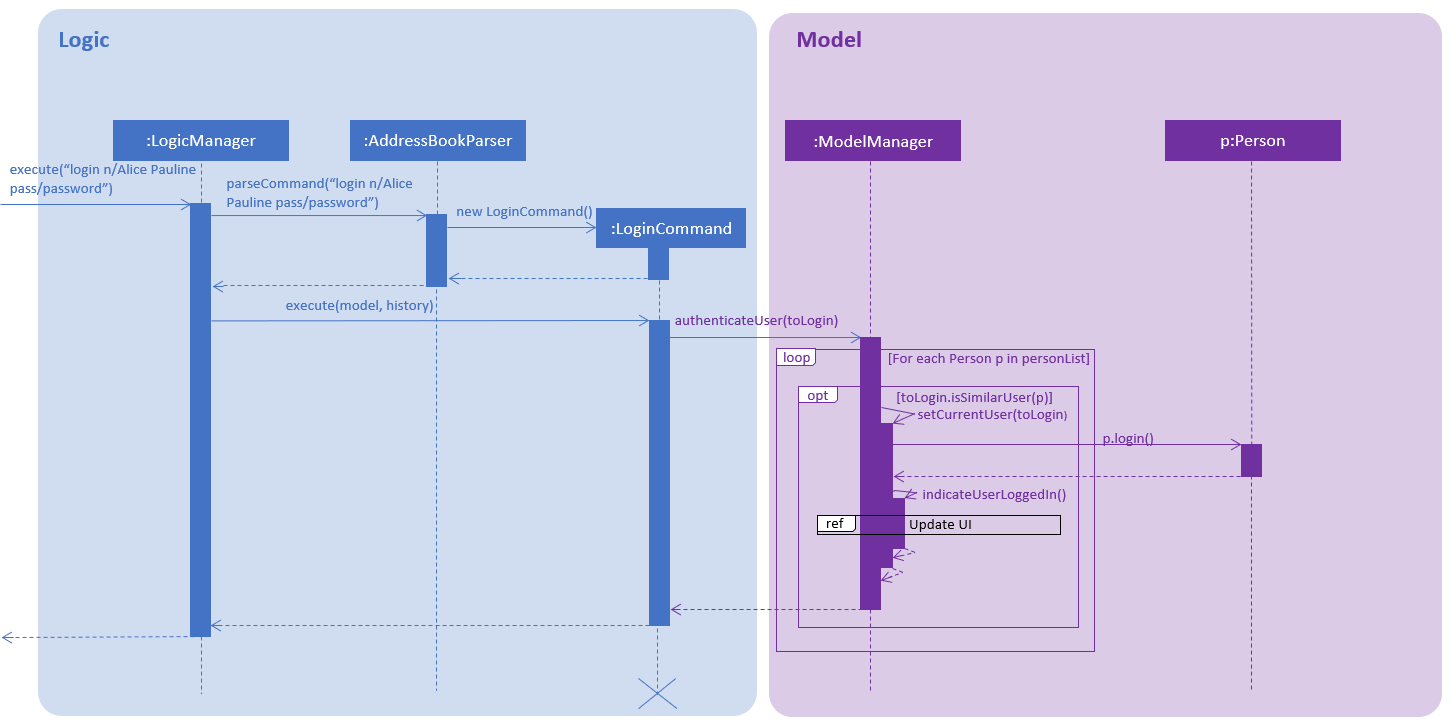 Logic
Model
:LogicManager
:AddressBookParser
:ModelManager
p:Person
execute(“login n/Alice Pauline
pass/password”)
parseCommand(“login n/Alice
Pauline pass/password”)
new LoginCommand()
:LoginCommand
execute(model, history)
authenticateUser(toLogin)
loop
[For each Person p in personList]
opt
[toLogin.isSimilarUser(p)]
setCurrentUser(toLogin)
p.login()
indicateUserLoggedIn()
ref
Update UI